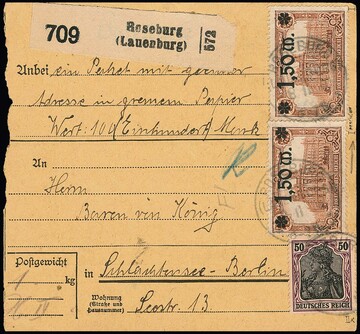 709
Roseburg
(Lauenburg)
572
1,50 m.
Anbei ein Paket mit
Adresse in Papier
Wert: 100 (Einhundert) Mark
An
1,50 m.
Herrn
Baron von König
Postgewicht
kg
in Schlachtensee-Berlin
Wohnung
(Straße und
Hausnummer)
Seestr. 13
50 50
DEUTSCHES REICH